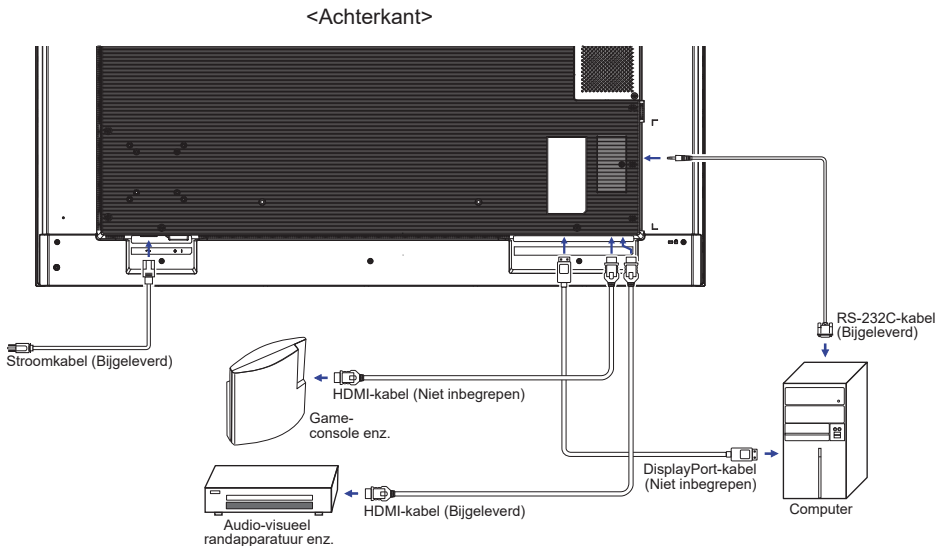 <Achterkant>
RS-232C-kabel
(Bijgeleverd)
Stroomkabel (Bijgeleverd)
HDMI-kabel (Niet inbegrepen)
Game-
console enz.
DisplayPort-kabel
(Niet inbegrepen)
HDMI-kabel (Bijgeleverd)
Computer
Audio-visueel
randapparatuur enz.